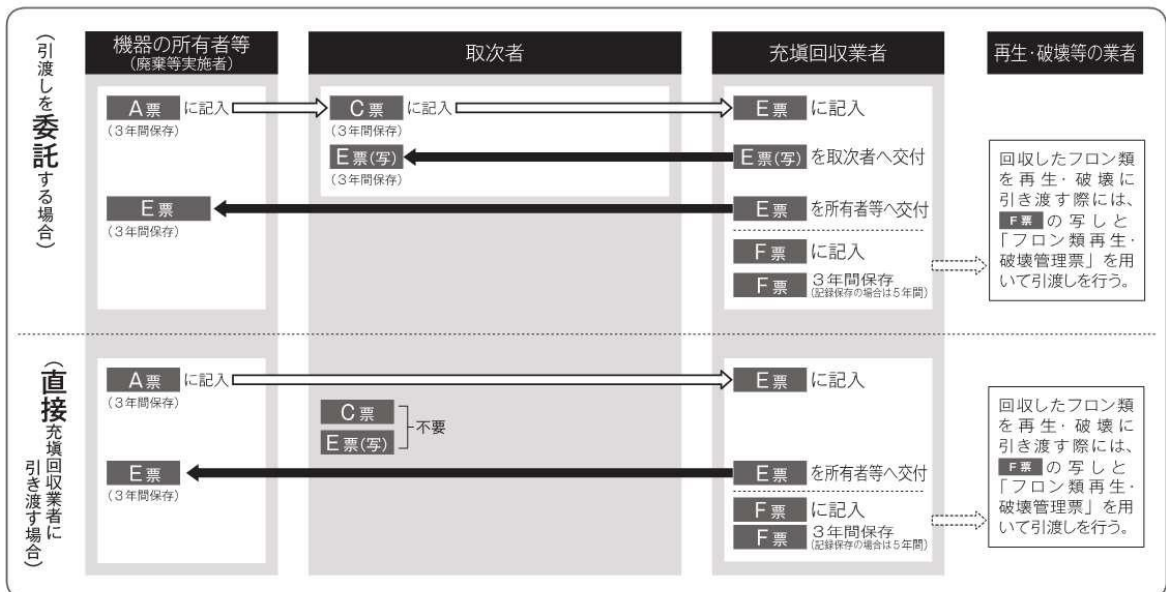 機器の所有者等
(廃棄等実施者)
取次者
充塡回収業者
再生・破壊等の業者
(引渡しを委託する場合)
A票 に記入
(3年間保存)
C票 に記入
(3年間保存)
E票 に記入
E票(写)
(3年間保存)
E票(写) を取次者へ交付
E票
(3年間保存)
E票 を所有者等へ交付
F票 に記入
F票 3年間保存
(記録保存の場合は5年間)
回収したフロン類
を再生・破壊に
引き渡す際には、
F票 の写しと
「フロン類再生・
破壊管理票」を用
いて引渡しを行う。
(直接充塡回収業者に
引き渡す場合)
A票 に記入
(3年間保存)
E票 に記入
C票
E票(写)
不要
E票
(3年間保存)
E票 を所有者等へ交付
F票 に記入
F票 3年間保存
(記録保存の場合は5年間)
回収したフロン類
を再生・破壊に
引き渡す際には、
F票 の写しと
「フロン類再生・
破壊管理票」を用
いて引渡しを行う。